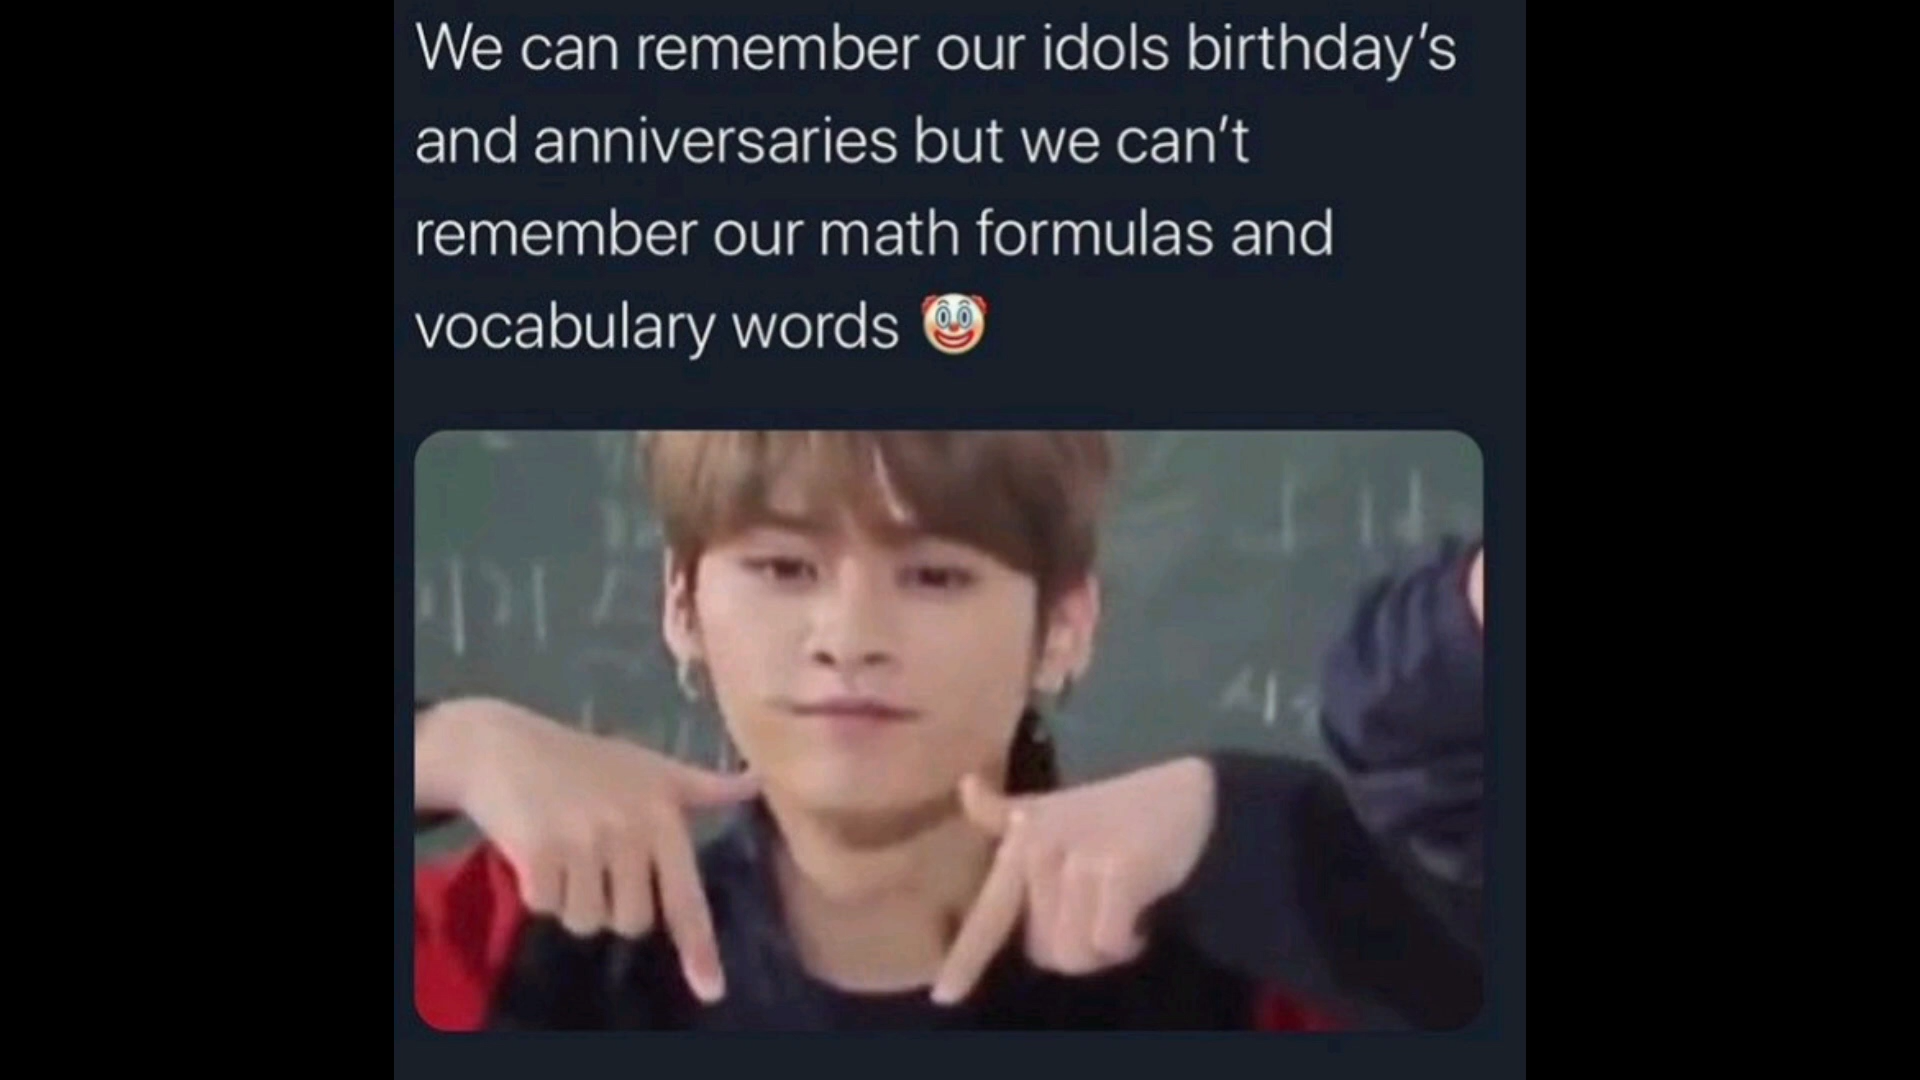 We can remember our idols birthday’s
and anniversaries but we can’t
remember our math formulas and
vocabulary words 🤡